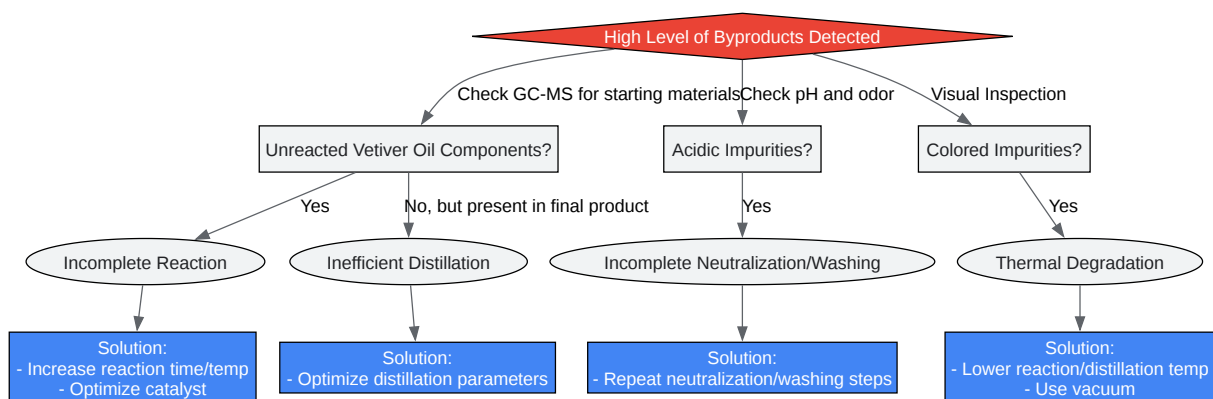 High Level of Byproducts Detected
Check GC-MS for starting materials
Check pH and odor
Visual Inspection
Unreacted Vetiver Oil Components?
Acidic Impurities?
Colored Impurities?
Yes
No, but present in final product
Yes
Yes
Incomplete Reaction
Inefficient Distillation
Incomplete Neutralization/Washing
Thermal Degradation
Solution:
- Increase reaction time/temp
- Optimize catalyst
Solution:
- Optimize distillation parameters
Solution:
- Repeat neutralization/washing steps
Solution:
- Lower reaction/distillation temp
- Use vacuum